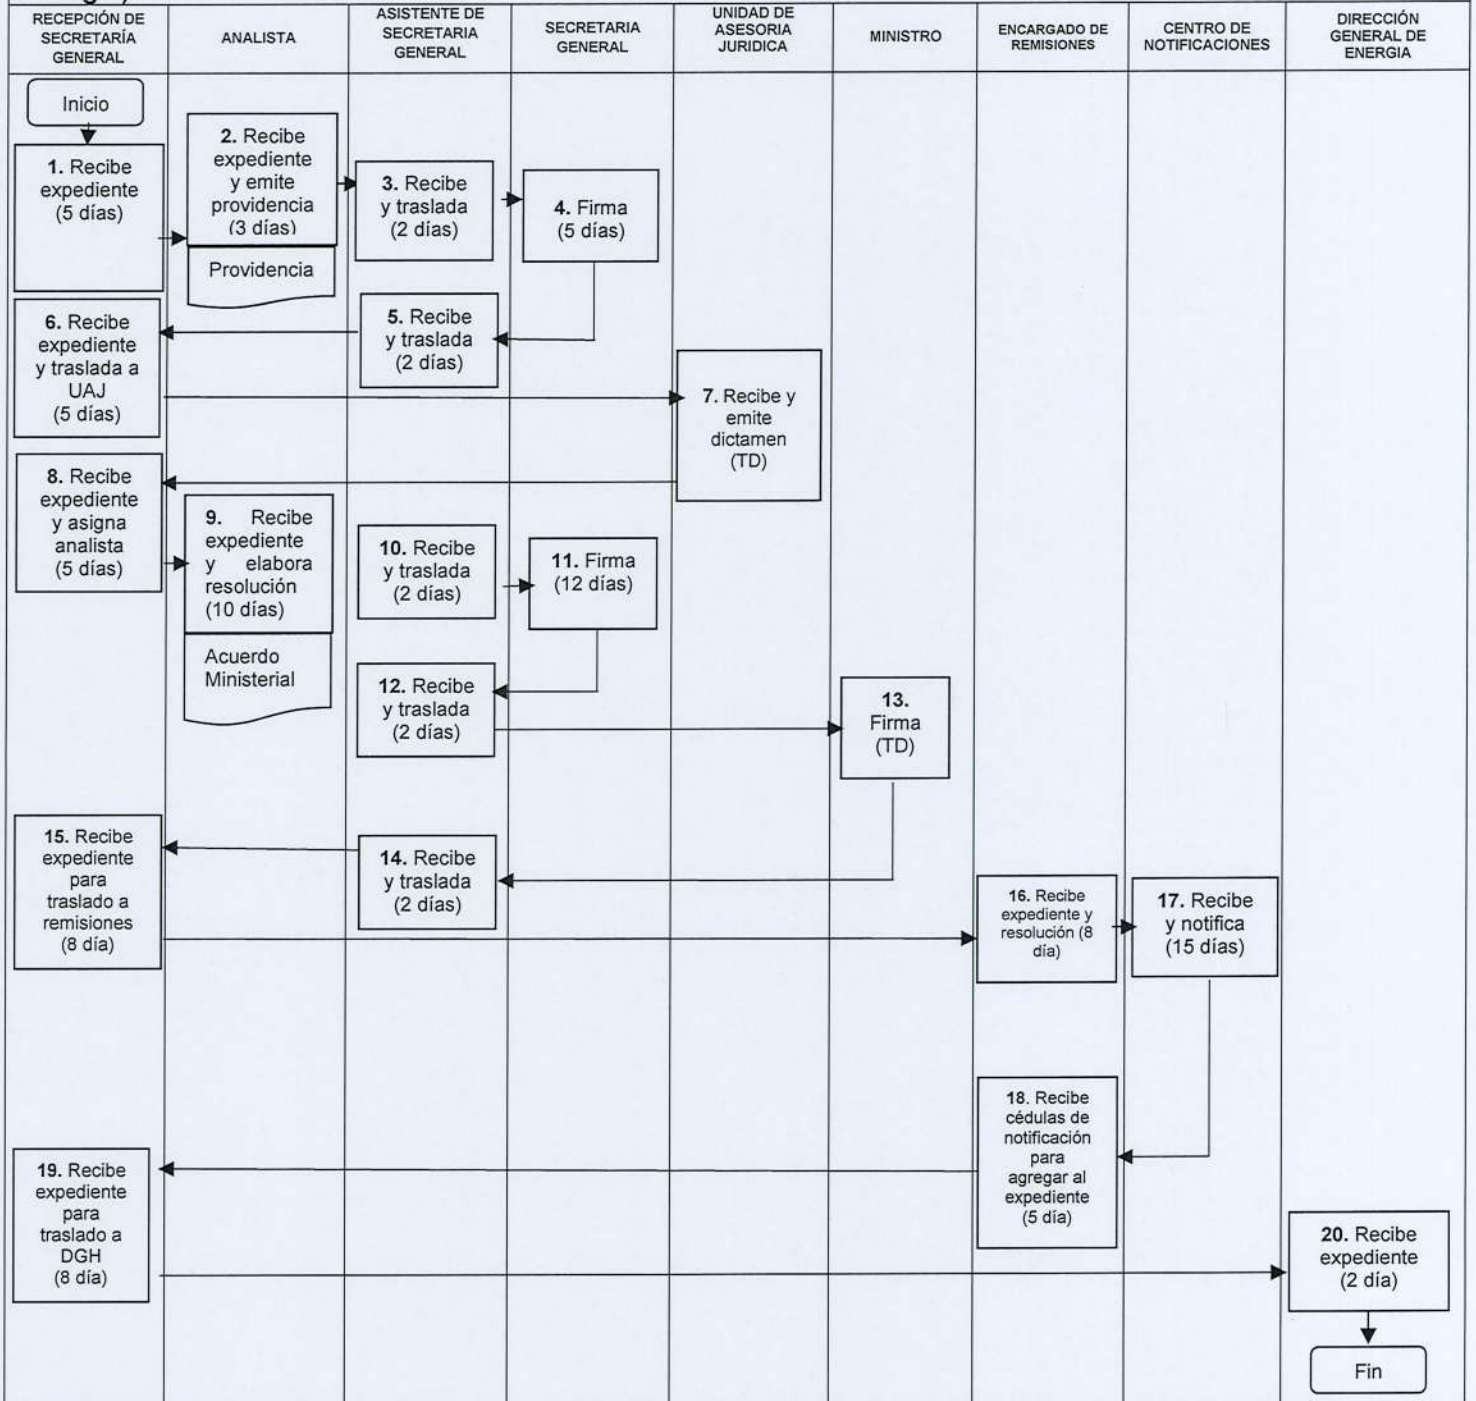 RECEPCIÓN DE
SECRETARÍA
GENERAL
ANALISTA
ASISTENTE DE
SECRETARIA
GENERAL
SECRETARIA
GENERAL
UNIDAD DE
ASESORIA
JURIDICA
MINISTRO
ENCARGADO DE
REMISIONES
CENTRO DE
NOTIFICACIONES
DIRECCIÓN
GENERAL DE
ENERGIA
Inicio
1. Recibe
expediente
(5 días)
2. Recibe
expediente
y emite
providencia
(3 días)
Providencia
3. Recibe
y traslada
(2 días)
4. Firma
(5 días)
5. Recibe
y traslada
(2 días)
6. Recibe
expediente
y traslada a
UAJ
(5 días)
7. Recibe y
emite
dictamen
(TD)
8. Recibe
expediente
y asigna
analista
(5 días)
9. Recibe
expediente
y elabora
resolución
(10 días)
Acuerdo
Ministerial
10. Recibe
y traslada
(2 días)
11. Firma
(12 días)
12. Recibe
y traslada
(2 días)
13.
Firma
(TD)
14. Recibe
y traslada
(2 días)
15. Recibe
expediente
para
traslado a
remisiones
(8 día)
16. Recibe
expediente y
resolución (8
día)
17. Recibe
y notifica
(15 días)
18. Recibe
cédulas de
notificación
para
agregar al
expediente
(5 día)
19. Recibe
expediente
para
traslado a
DGH
(8 día)
20. Recibe
expediente
(2 día)
Fin